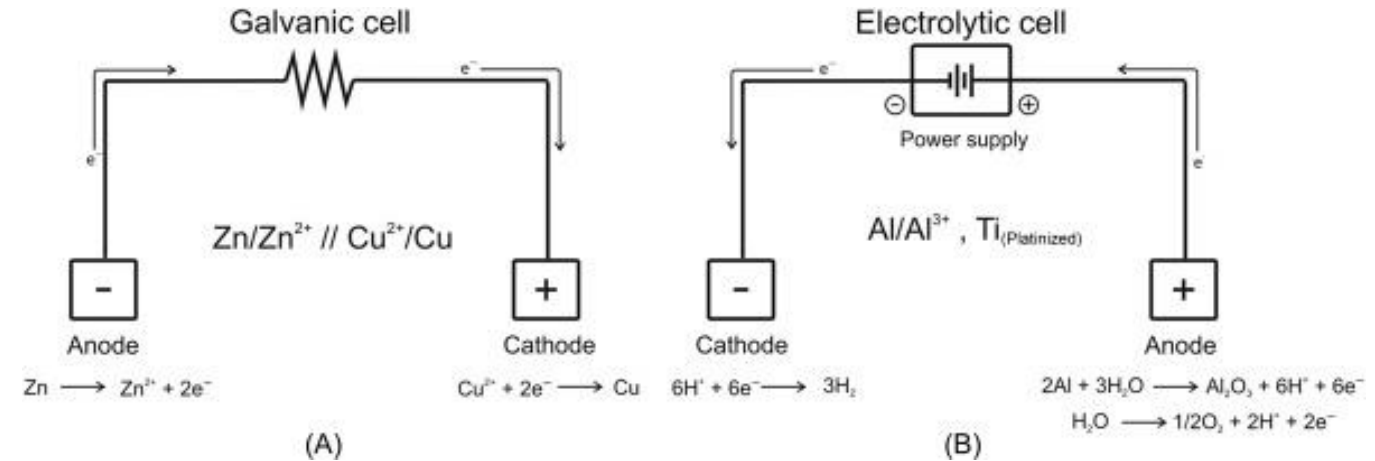 Galvanic cell
e⁻
e⁻
Zn/Zn²⁺ // Cu²⁺/Cu
-
+
Anode
Cathode
Zn ⟶ Zn²⁺ + 2e⁻
Cu²⁺ + 2e⁻ ⟶ Cu
(A)
Electrolytic cell
e⁻
⊖
⊕
Power supply
e
Al/Al³⁺ , Ti(Platinized)
-
+
Cathode
Anode
6H⁺ + 6e⁻ ⟶ 3H₂
2Al + 3H₂O ⟶ Al₂O₃ + 6H⁺ + 6e⁻
H₂O ⟶ 1/2O₂ + 2H⁺ + 2e⁻
(B)